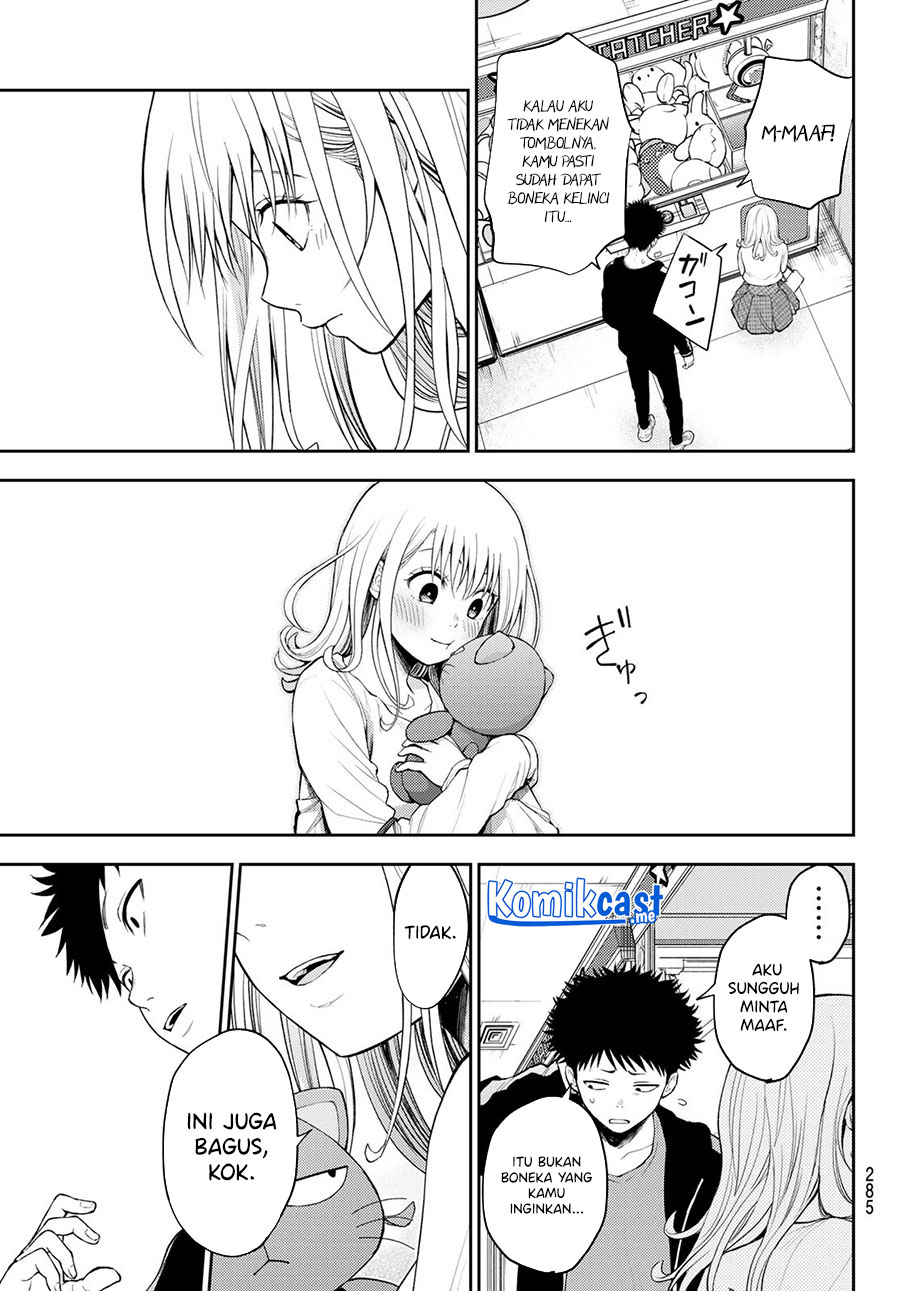 CATCHER
M-MAAF!
KALAU AKU
TIDAK MENEKAN
TOMBOLNYA,
KAMU PASTI
SUDAH DAPAT
BONEKA KELINCI
ITU...
ガコーン
ぎゅっ
......
AKU
SUNGGUH
MINTA
MAAF.
Komikcast
.me
ITU BUKAN
BONEKA YANG
KAMU
INGINKAN...
TIDAK.
INI JUGA
BAGUS,
KOK.
285